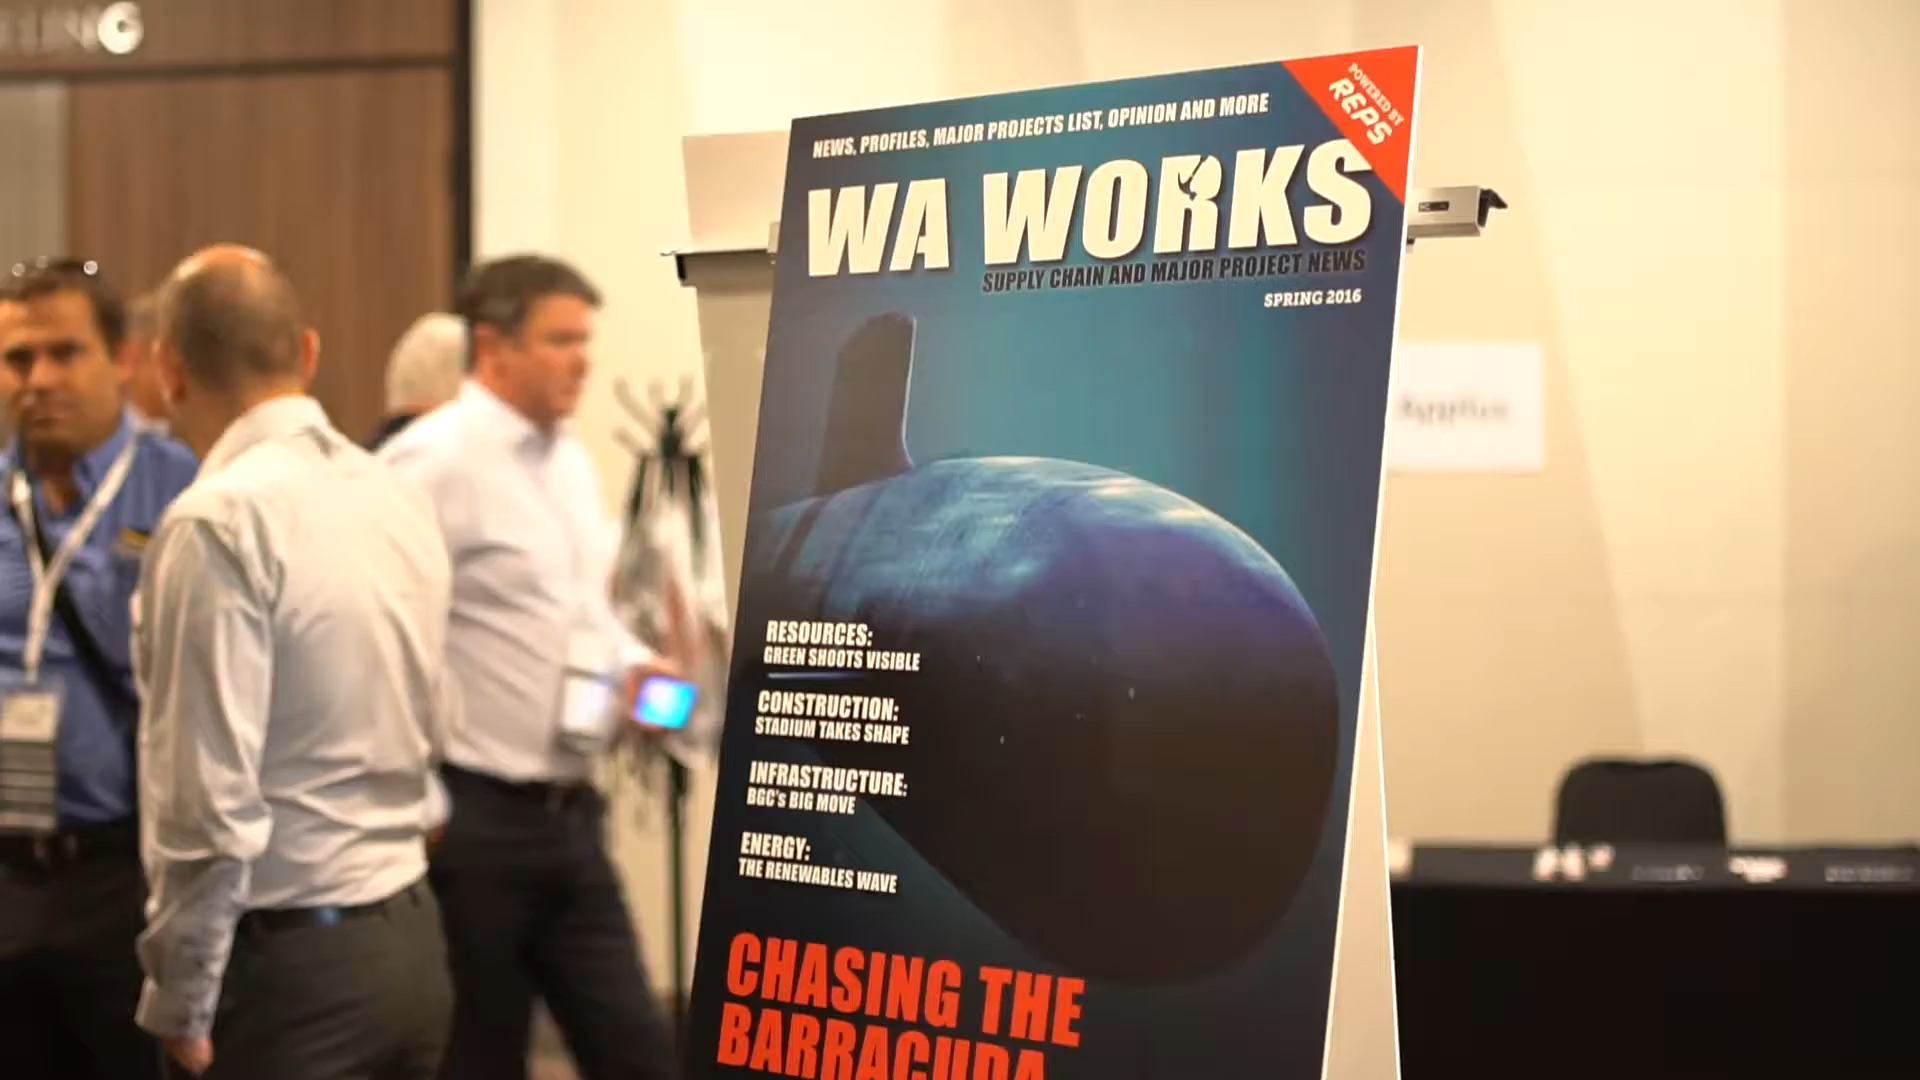 POWERED BY
REPS
NEWS, PROFILES, MAJOR PROJECTS LIST, OPINION AND MORE
WA WORKS
SUPPLY CHAIN AND MAJOR PROJECT NEWS
SPRING 2016
RESOURCES:
GREEN SHOOTS VISIBLE
CONSTRUCTION:
STADIUM TAKES SHAPE
INFRASTRUCTURE:
BGC's BIG MOVE
ENERGY:
THE RENEWABLES WAVE
CHASING THE
BARRACUDA